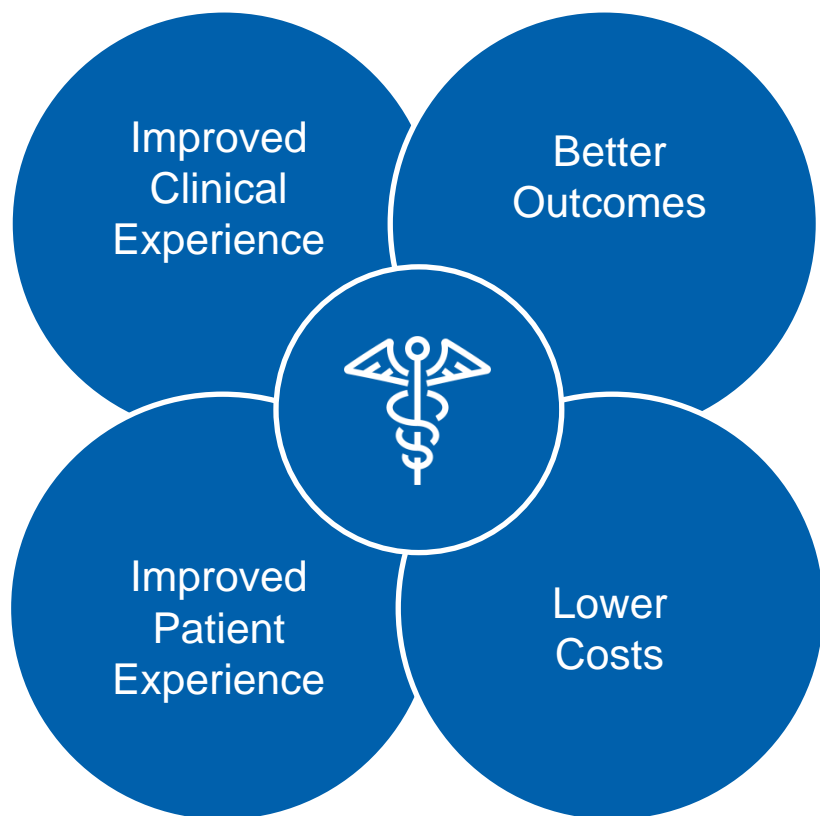 Improved
Clinical
Experience
Better
Outcomes
Improved
Patient
Experience
Lower
Costs